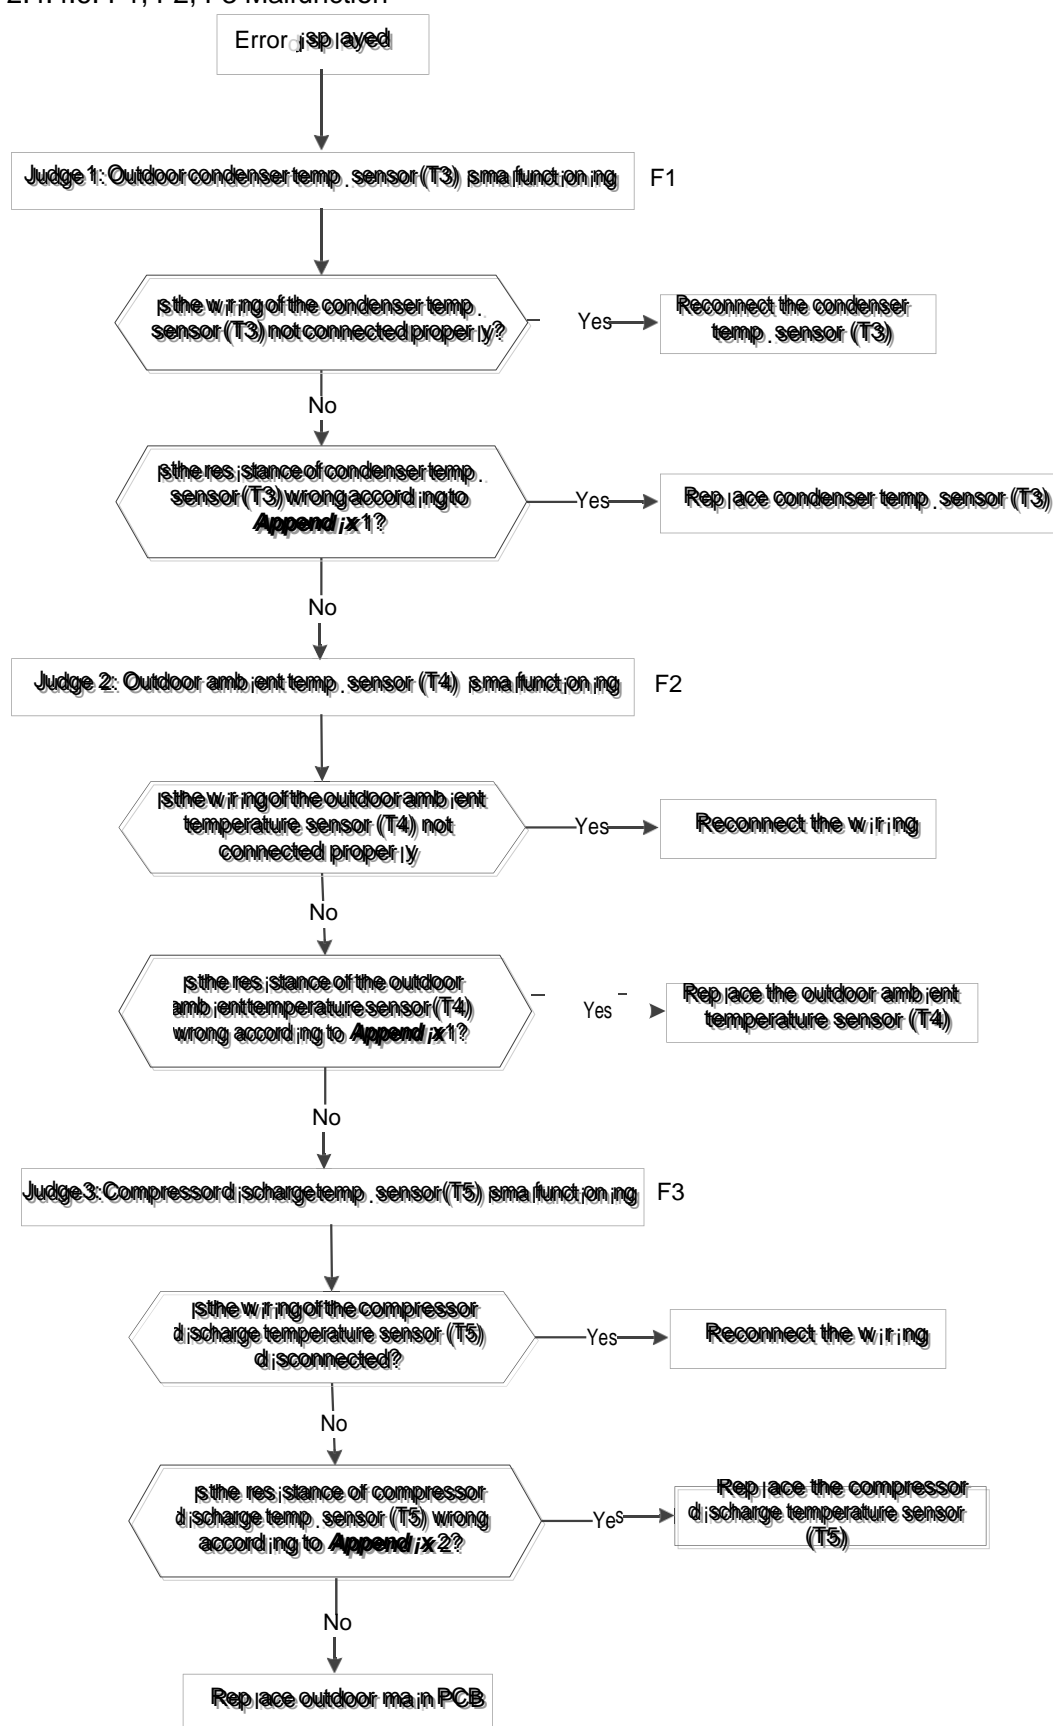 F1, F2, F3 Malfunction
Error displayed
Judge 1: Outdoor condenser temp. sensor (T3) is malfunctioning
F1
Is the wiring of the condenser temp.
sensor (T3) not connected properly?
Yes
Reconnect the condenser
temp. sensor (T3)
No
Is the resistance of condenser temp.
sensor (T3) wrong according to
Appendix 1?
Yes
Replace condenser temp. sensor (T3)
No
Judge 2: Outdoor ambient temp. sensor (T4) is malfunctioning
F2
Is the wiring of the outdoor ambient
temperature sensor (T4) not
connected properly
Yes
Reconnect the wiring
No
Is the resistance of the outdoor
ambient temperature sensor (T4)
wrong according to Appendix 1?
Yes
Replace the outdoor ambient
temperature sensor (T4)
No
Judge 3: Compressor discharge temp. sensor (T5) is malfunctioning
F3
Is the wiring of the compressor
discharge temperature sensor (T5)
disconnected?
Yes
Reconnect the wiring
No
Is the resistance of compressor
discharge temp. sensor (T5) wrong
according to Appendix 2?
Yes
Replace the compressor
discharge temperature sensor
(T5)
No
Replace outdoor main PCB